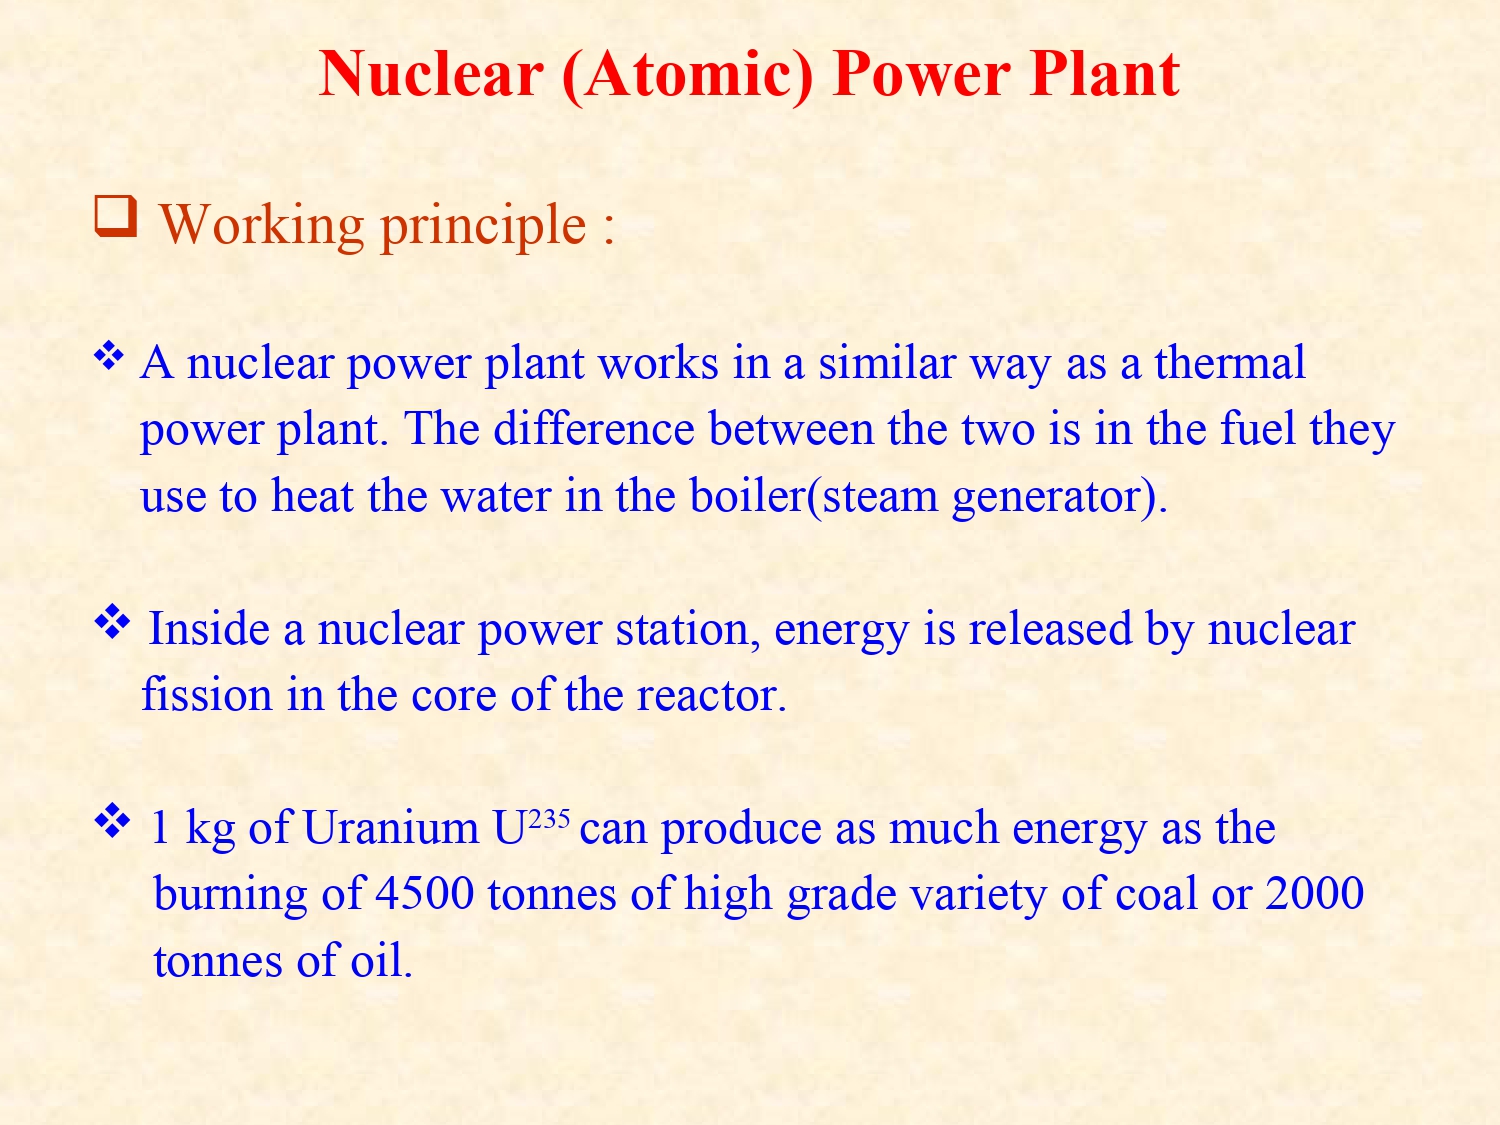 Nuclear (Atomic) Power Plant
❑ Working principle :
❖ A nuclear power plant works in a similar way as a thermal
power plant. The difference between the two is in the fuel they
use to heat the water in the boiler(steam generator).
❖ Inside a nuclear power station, energy is released by nuclear
fission in the core of the reactor.
❖ 1 kg of Uranium U²³⁵ can produce as much energy as the
burning of 4500 tonnes of high grade variety of coal or 2000
tonnes of oil.